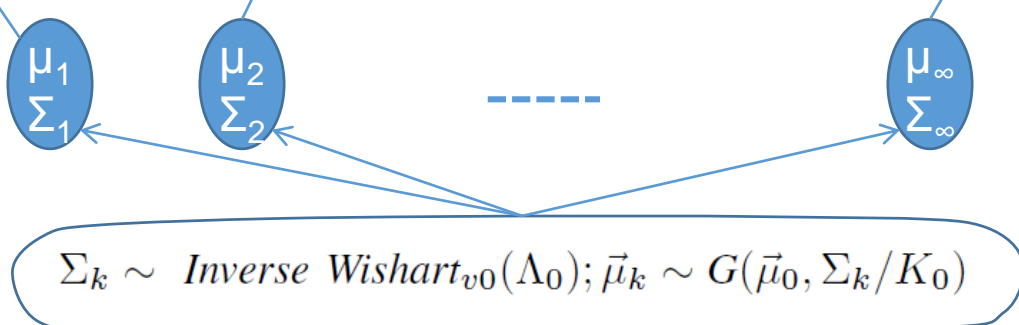 μ₁ μ₂ μ∞
Σ₁ Σ₂ Σ∞
Σₖ ~ Inverse Wishartᵥ₀(Λ₀); μ⃗ₖ ~ G(μ⃗₀, Σₖ/K₀)